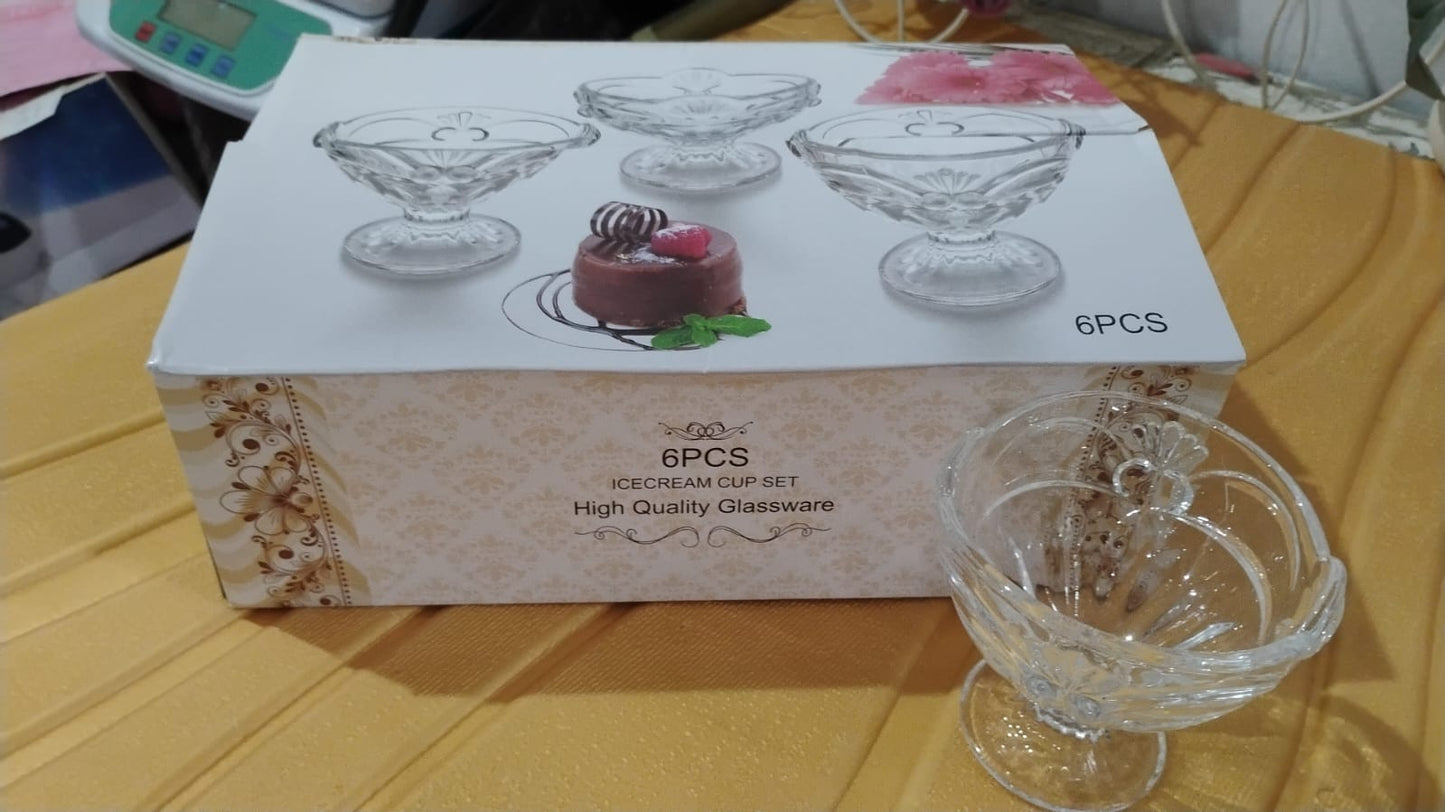 6PCS
6PCS
ICECREAM CUP SET
High Quality Glassware